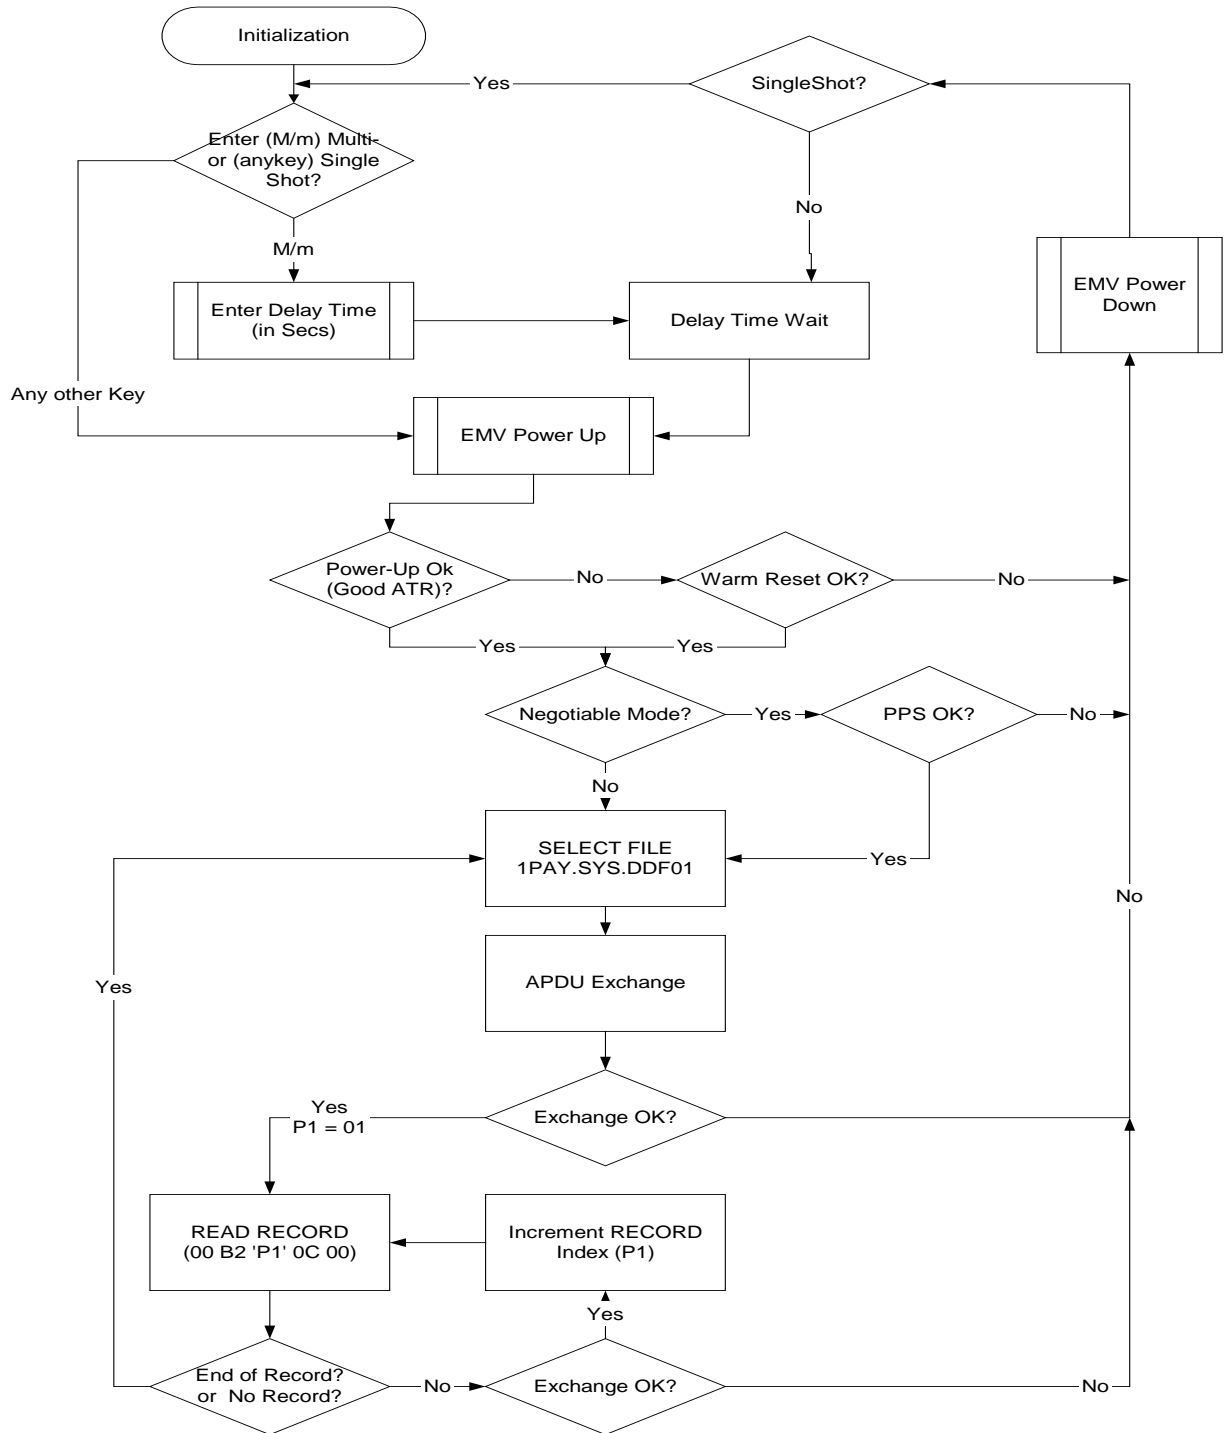 Initialization
SingleShot?
Yes
Enter (M/m) Multi-
or (anykey) Single
Shot?
No
M/m
Enter Delay Time
(in Secs)
Delay Time Wait
EMV Power
Down
Any other Key
EMV Power Up
Power-Up Ok
(Good ATR)?
No
Warm Reset OK?
No
Yes
Yes
Negotiable Mode?
Yes
PPS OK?
No
No
SELECT FILE
1PAY.SYS.DDF01
Yes
No
APDU Exchange
Yes
Yes
P1 = 01
Exchange OK?
READ RECORD
(00 B2 'P1' 0C 00)
Increment RECORD
Index (P1)
Yes
End of Record?
or No Record?
No
Exchange OK?
No